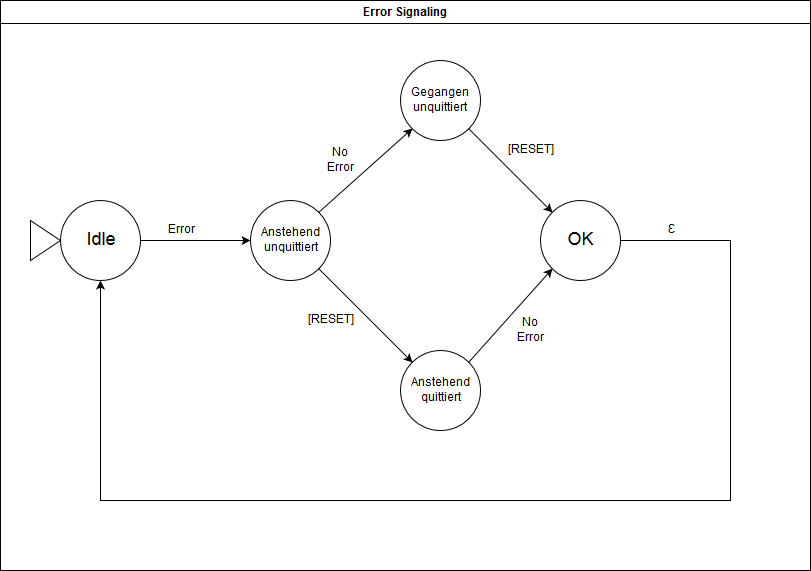 Error Signaling
Gegangen
unquittiert
No
Error
[RESET]
Idle
Error
Anstehend
unquittiert
OK
ε
[RESET]
No
Error
Anstehend
quittiert